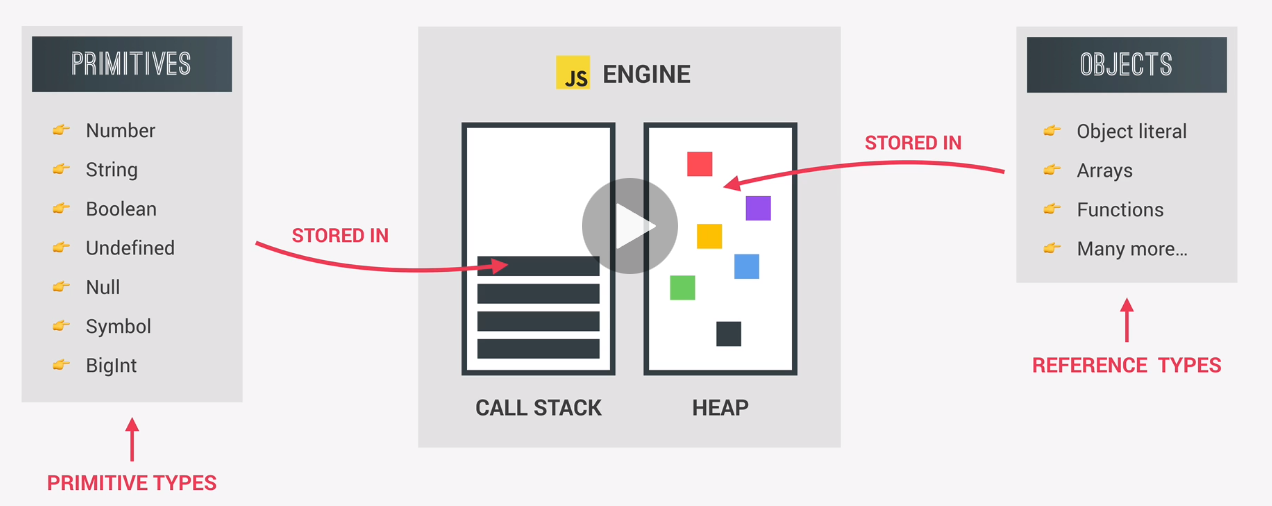 PRIMITIVES
Number
String
Boolean
Undefined
Null
Symbol
BigInt
PRIMITIVE TYPES
STORED IN
JS ENGINE
CALL STACK
HEAP
STORED IN
OBJECTS
Object literal
Arrays
Functions
Many more...
REFERENCE TYPES